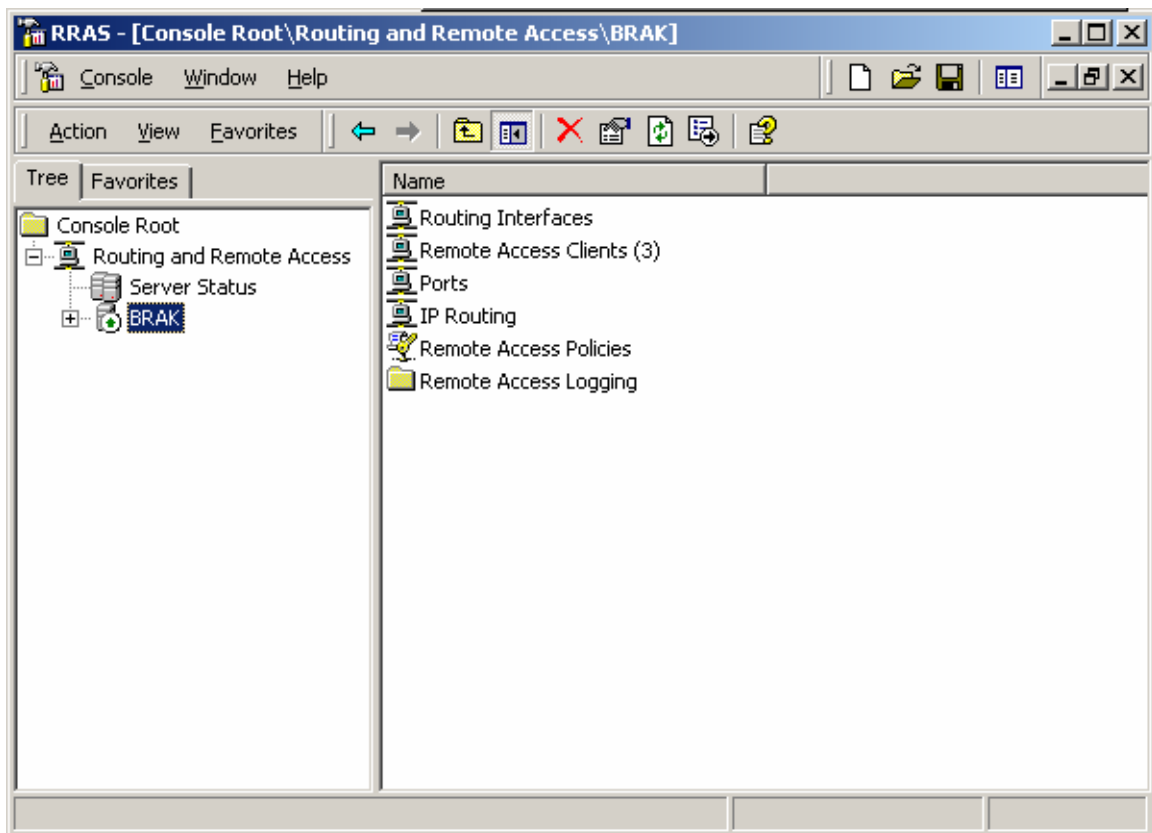 RRAS - [Console Root\Routing and Remote Access\BRAK]
Console Window Help
Action View Favorites
Tree Favorites
Console Root
Routing and Remote Access
Server Status
BRAK
Name
Routing Interfaces
Remote Access Clients (3)
Ports
IP Routing
Remote Access Policies
Remote Access Logging